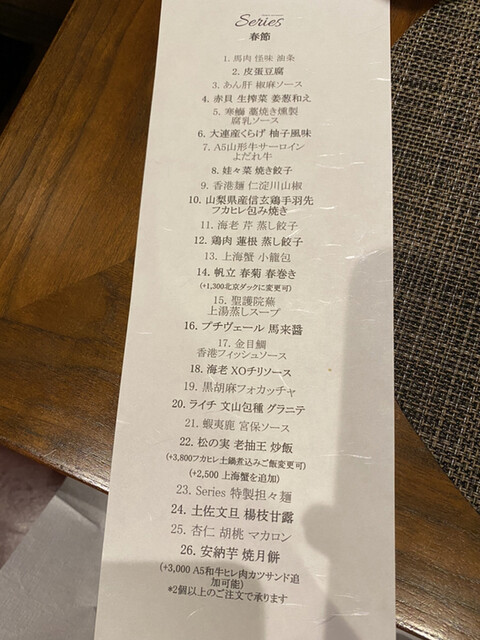 Series
春節
1. 馬肉 怪味 油条
2. 皮蛋豆腐
3. あん肝 椒麻ソース
4. 赤貝 生搾菜 姜葱和え
5. 寒鰤 藁焼き燻製
腐乳ソース
6. 大連産くらげ 柚子風味
7. A5山形牛サーロイン
よだれ牛
8. 娃々菜 焼き餃子
9. 香港麺 仁淀川山椒
10. 山梨県産信玄鶏手羽先
フカヒレ包み焼き
11. 海老 芹 蒸し餃子
12. 鶏肉 蓮根 蒸し餃子
13. 上海蟹 小龍包
14. 帆立 春菊 春巻き
(+1,300北京ダックに変更可)
15. 聖護院蕪
上湯蒸しスープ
16. プチヴェール 馬来醤
17. 金目鯛
香港フィッシュソース
18. 海老 XOチリソース
19. 黒胡麻フォカッチャ
20. ライチ 文山包種 グラニテ
21. 蝦夷鹿 宮保ソース
22. 松の実 老抽王 炒飯
(+3,800フカヒレ土鍋煮込みご飯変更可)
(+2,500 上海蟹を追加)
23. Series 特製担々麺
24. 土佐文旦 楊枝甘露
25. 杏仁 胡桃 マカロン
26. 安納芋 焼月餅
(+3,000 A5和牛ヒレ肉カツサンド追
加可能)
*2個以上のご注文で承ります